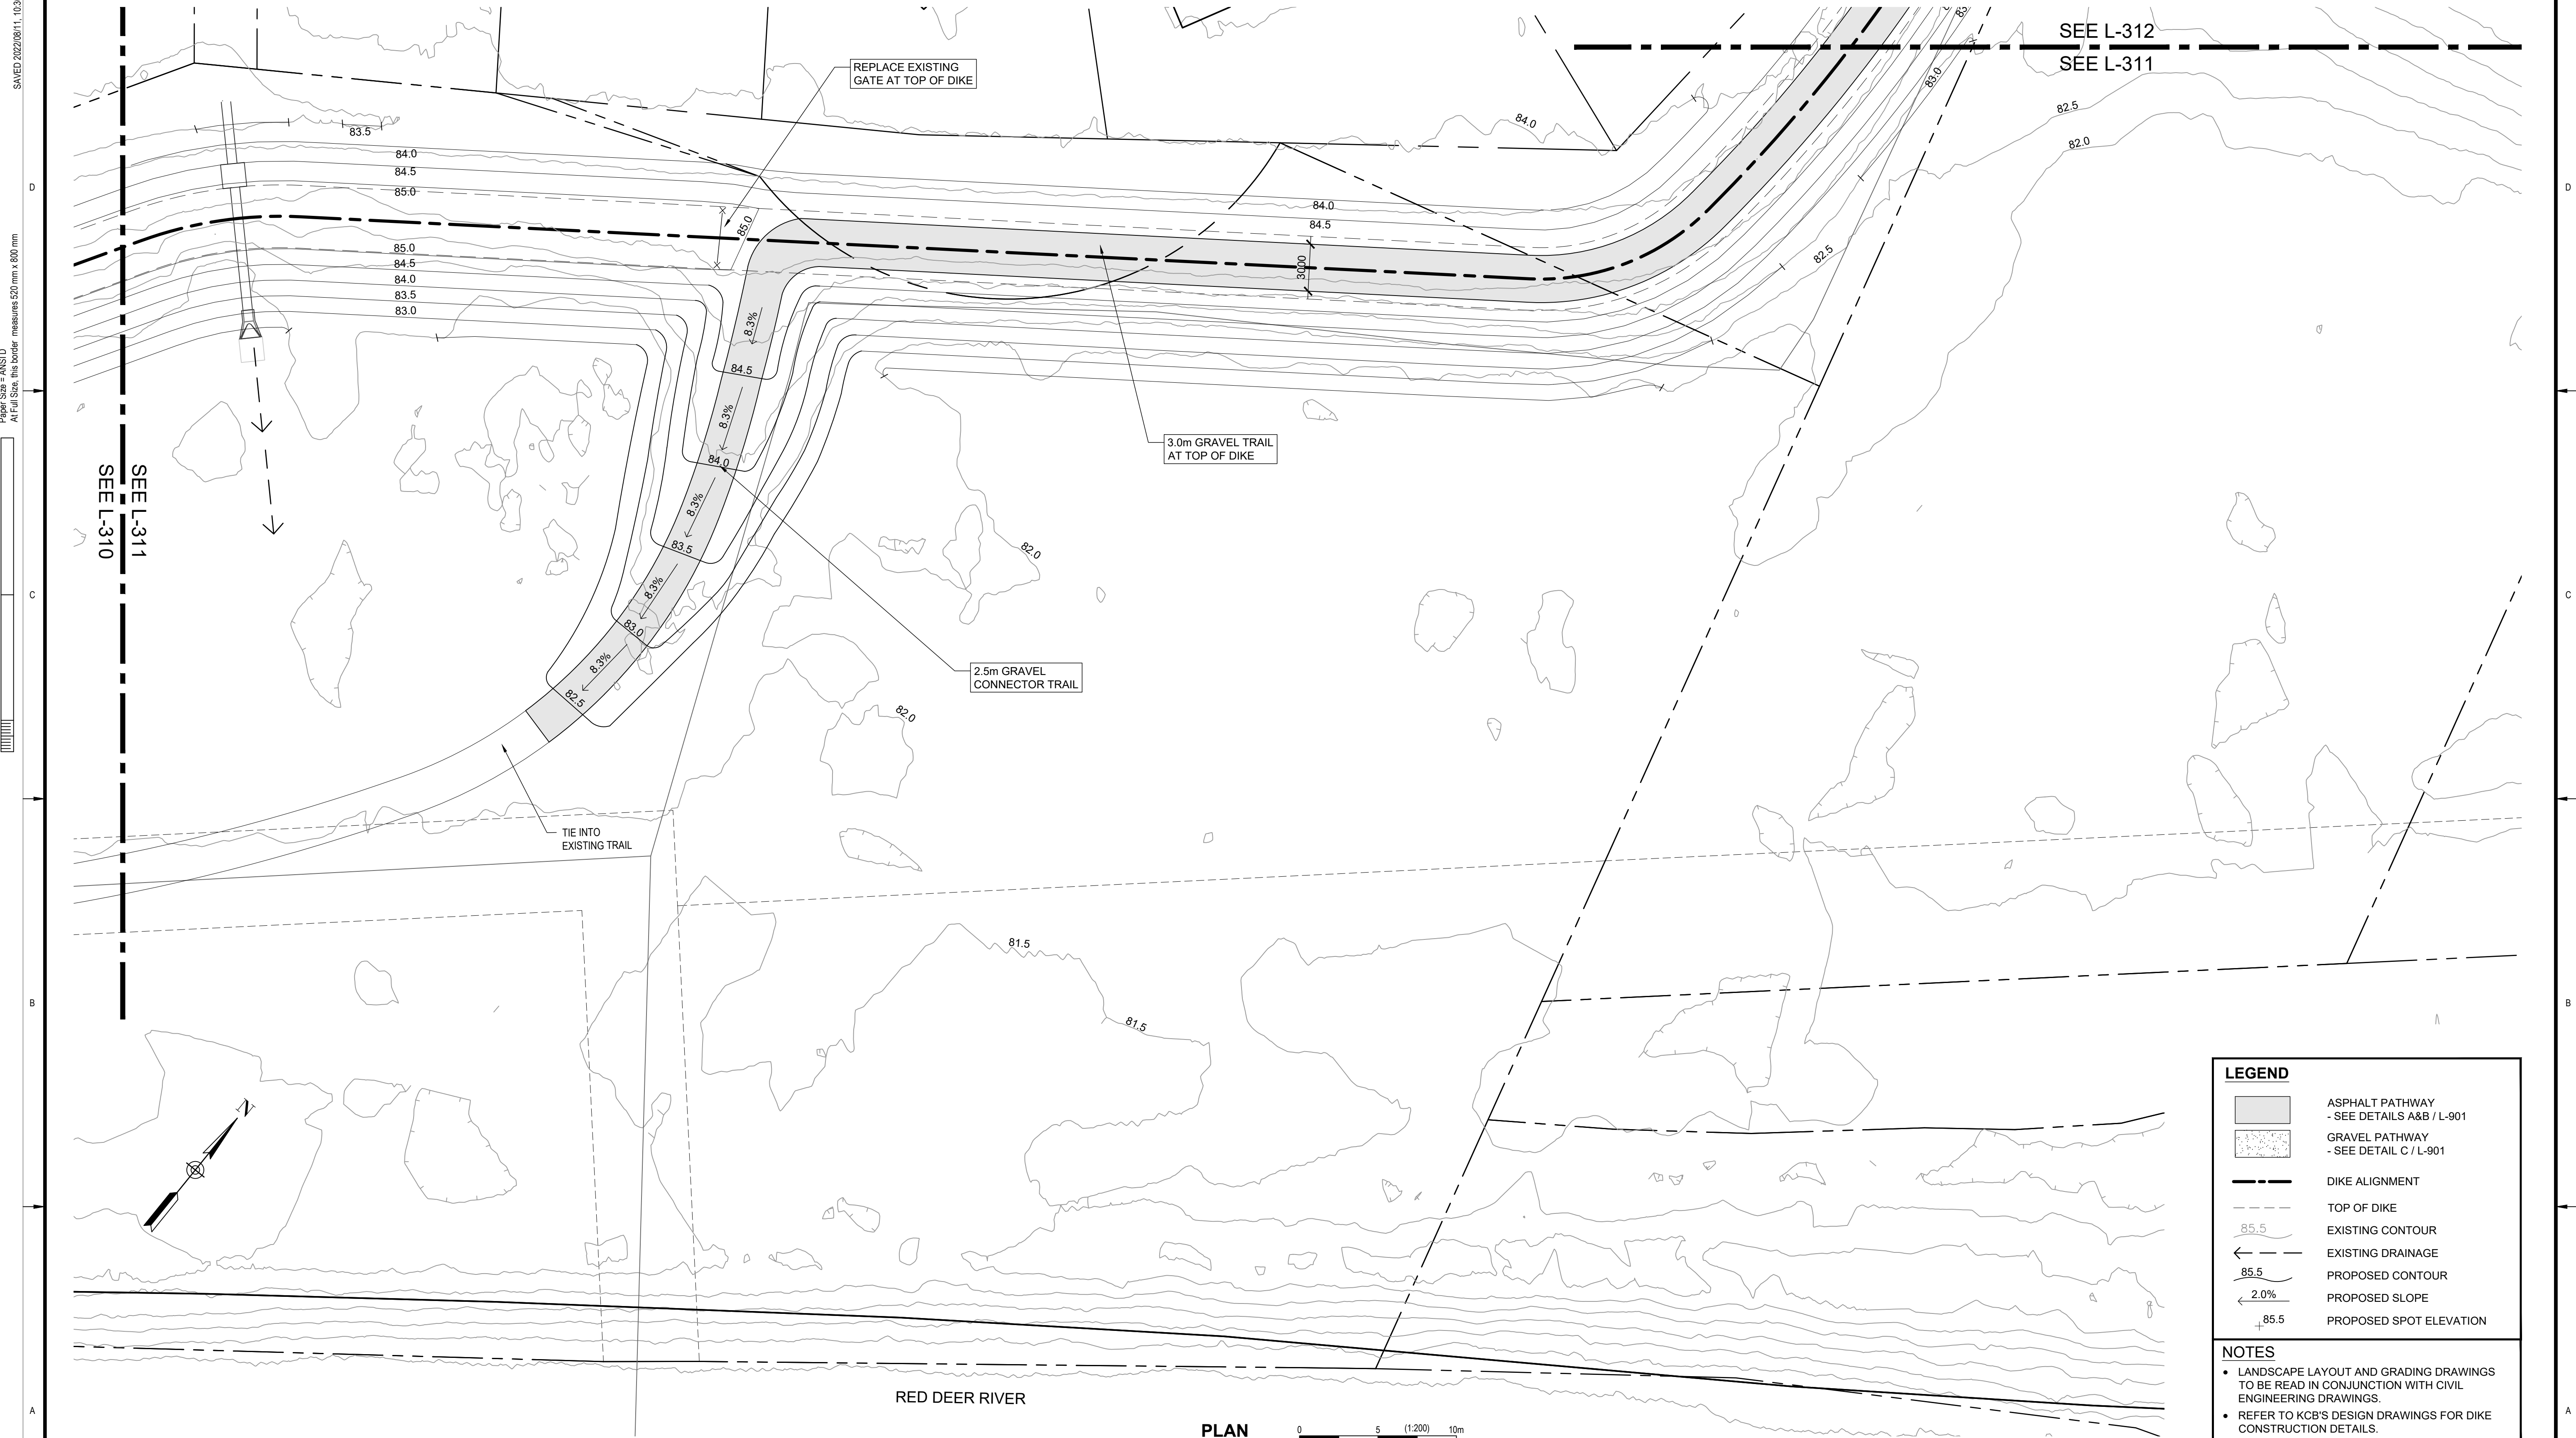 SAVED 2022/08/11, 10:3
Paper Size = ANSI D
At Full Size, this border measures 520 mm x 800 mm
D
C
B
A
D
C
B
A
SEE L-312
SEE L-311
SEE L-310
SEE L-311
REPLACE EXISTING
GATE AT TOP OF DIKE
83.5
84.0
84.5
85.0
85.0
84.5
84.0
83.5
83.0
85.0
84.0
84.0
84.5
3000
83.0
82.5
82.0
82.5
8.3%
84.5
8.3%
84.0
8.3%
83.5
8.3%
83.0
8.3%
82.5
3.0m GRAVEL TRAIL
AT TOP OF DIKE
2.5m GRAVEL
CONNECTOR TRAIL
82.0
82.0
TIE INTO
EXISTING TRAIL
81.5
81.5
N
RED DEER RIVER
PLAN
0 5 (1:200) 10m
LEGEND
ASPHALT PATHWAY
- SEE DETAILS A&B / L-901
GRAVEL PATHWAY
- SEE DETAIL C / L-901
DIKE ALIGNMENT
TOP OF DIKE
85.5 EXISTING CONTOUR
EXISTING DRAINAGE
85.5 PROPOSED CONTOUR
2.0% PROPOSED SLOPE
85.5 PROPOSED SPOT ELEVATION
NOTES
• LANDSCAPE LAYOUT AND GRADING DRAWINGS
TO BE READ IN CONJUNCTION WITH CIVIL
ENGINEERING DRAWINGS.
• REFER TO KCB'S DESIGN DRAWINGS FOR DIKE
CONSTRUCTION DETAILS.